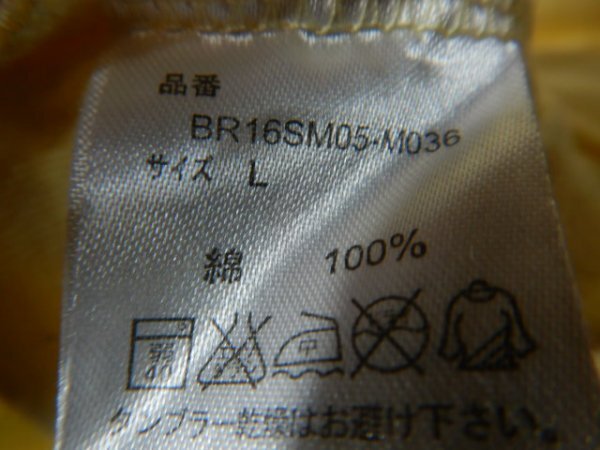 品番
BR16SM05-M036
サイズ L
綿 100%
中
タンブラー乾燥はお避け下さい。